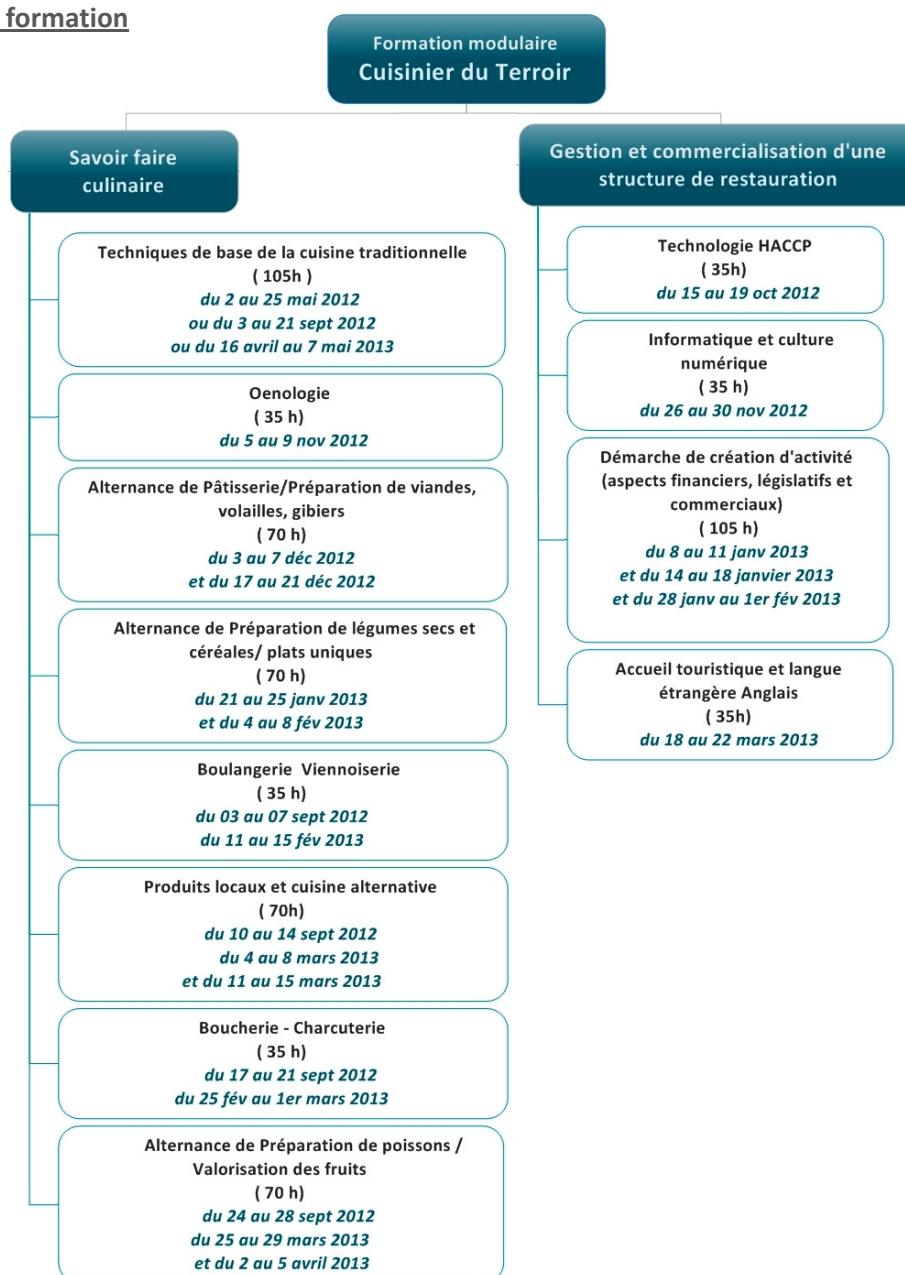 formation
Formation modulaire
Cuisinier du Terroir
Savoir faire
culinaire
Techniques de base de la cuisine traditionnelle
( 105h )
du 2 au 25 mai 2012
ou du 3 au 21 sept 2012
ou du 16 avril au 7 mai 2013
Oenologie
( 35 h)
du 5 au 9 nov 2012
Alternance de Pâtisserie/Préparation de viandes,
volailles, gibiers
( 70 h)
du 3 au 7 déc 2012
et du 17 au 21 déc 2012
Alternance de Préparation de légumes secs et
céréales/ plats uniques
( 70 h)
du 21 au 25 janv 2013
et du 4 au 8 fév 2013
Boulangerie Viennoiserie
( 35 h)
du 03 au 07 sept 2012
du 11 au 15 fév 2013
Produits locaux et cuisine alternative
( 70h)
du 10 au 14 sept 2012
du 4 au 8 mars 2013
et du 11 au 15 mars 2013
Boucherie - Charcuterie
( 35 h)
du 17 au 21 sept 2012
du 25 fév au 1er mars 2013
Alternance de Préparation de poissons /
Valorisation des fruits
( 70 h)
du 24 au 28 sept 2012
du 25 au 29 mars 2013
et du 2 au 5 avril 2013
Gestion et commercialisation d'une
structure de restauration
Technologie HACCP
( 35h)
du 15 au 19 oct 2012
Informatique et culture
numérique
( 35 h)
du 26 au 30 nov 2012
Démarche de création d'activité
(aspects financiers, législatifs et
commerciaux)
( 105 h)
du 8 au 11 janv 2013
et du 14 au 18 janvier 2013
et du 28 janv au 1er fév 2013
Accueil touristique et langue
étrangère Anglais
( 35h)
du 18 au 22 mars 2013